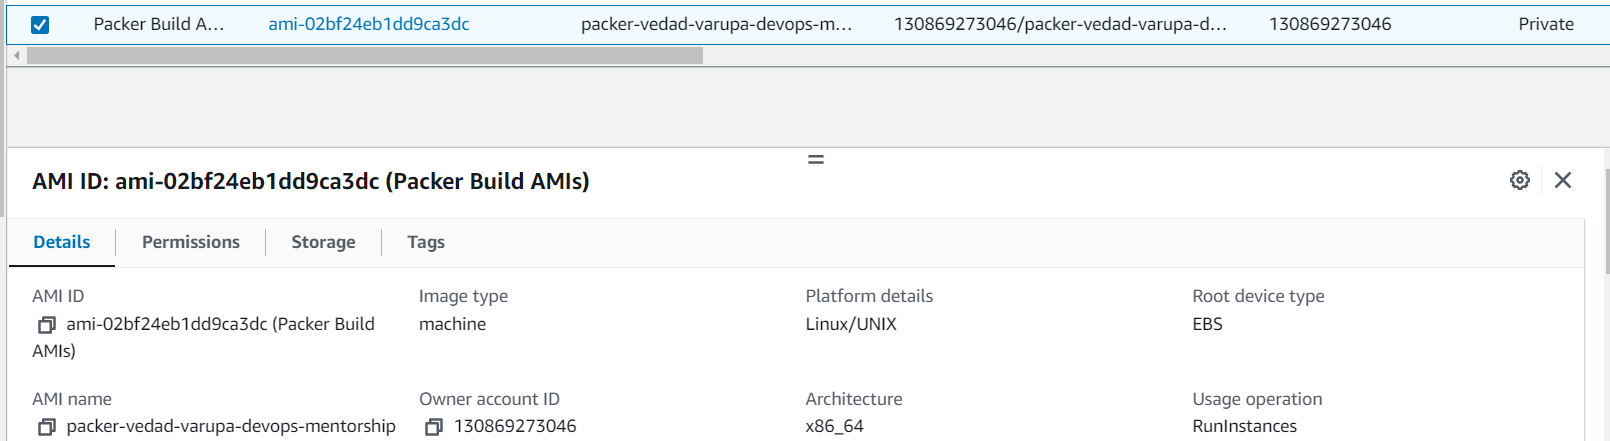 Packer Build A... ami-02bf24eb1dd9ca3dc packer-vedad-varupa-devops-m... 130869273046/packer-vedad-varupa-d... 130869273046 Private
AMI ID: ami-02bf24eb1dd9ca3dc (Packer Build AMIs)
Details Permissions Storage Tags
AMI ID Image type Platform details Root device type
ami-02bf24eb1dd9ca3dc (Packer Build machine Linux/UNIX EBS
AMIs)
AMI name Owner account ID Architecture Usage operation
packer-vedad-varupa-devops-mentorship 130869273046 x86_64 RunInstances